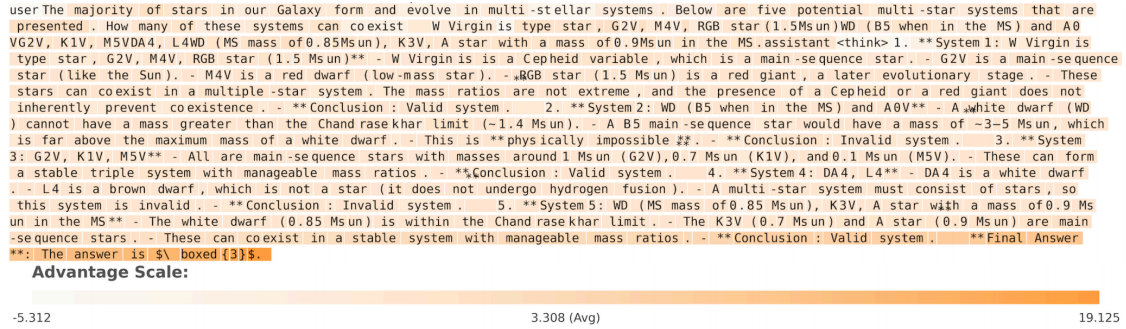 user The majority of stars in our Galaxy form and evolve in multi-stellar systems. Below are five potential multi-star systems that are
presented. How many of these systems can coexist W Virginis type star, G2V, M4V, RGB star (1.5Msun)WD (B5 when in the MS) and A0
VG2V, K1V, M5VDA4, L4WD (MS mass of0.85Msun), K3V, A star with a mass of0.9Msun in the MS.assistant <think> 1. **System 1: W Virginis
type star, G2V, M4V, RGB star (1.5 Msun)** - W Virginis is a Cepheid variable, which is a main-sequence star. - G2V is a main-sequence
star (like the Sun). - M4V is a red dwarf (low-mass star). - RGB star (1.5 Msun) is a red giant, a later evolutionary stage. - These
stars can coexist in a multiple-star system. The mass ratios are not extreme, and the presence of a Cepheid or a red giant does not
inherently prevent coexistence. - **Conclusion: Valid system. 2. **System 2: WD (B5 when in the MS) and A0V** - A white dwarf (WD
) cannot have a mass greater than the Chandrasekhar limit (~1.4 Msun). - A B5 main-sequence star would have a mass of ~3–5 Msun, which
is far above the maximum mass of a white dwarf. - This is **physically impossible**. - **Conclusion: Invalid system. 3. **System
3: G2V, K1V, M5V** - All are main-sequence stars with masses around 1 Msun (G2V),0.7 Msun (K1V), and0.1 Msun (M5V). - These can form
a stable triple system with manageable mass ratios. - **Conclusion: Valid system. 4. **System 4: DA4, L4** - DA4 is a white dwarf
. - L4 is a brown dwarf, which is not a star (it does not undergo hydrogen fusion). - A multi-star system must consist of stars, so
this system is invalid. - **Conclusion: Invalid system. 5. **System 5: WD (MS mass of0.85 Msun), K3V, A star with a mass of0.9 Ms
un in the MS** - The white dwarf (0.85 Msun) is within the Chandrasekhar limit. - The K3V (0.7 Msun) and A star (0.9 Msun) are main
-sequence stars. - These can coexist in a stable system with manageable mass ratios. - **Conclusion: Valid system. **Final Answer
**: The answer is $\boxed{3}$.
Advantage Scale:
-5.312 3.308 (Avg) 19.125